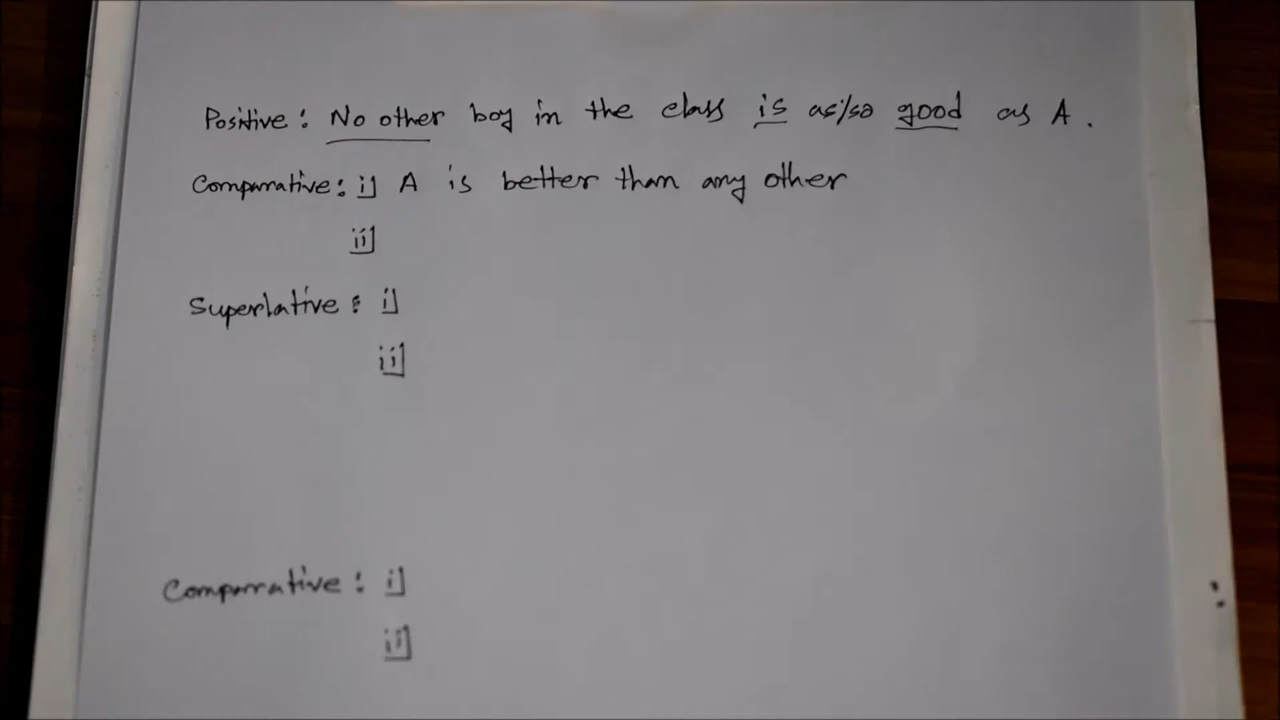 Positive: No other boy in the class is as/so good as A.
Comparative: i] A is better than any other
ii]
Superlative: i]
ii]
Comparative: i]
ii]